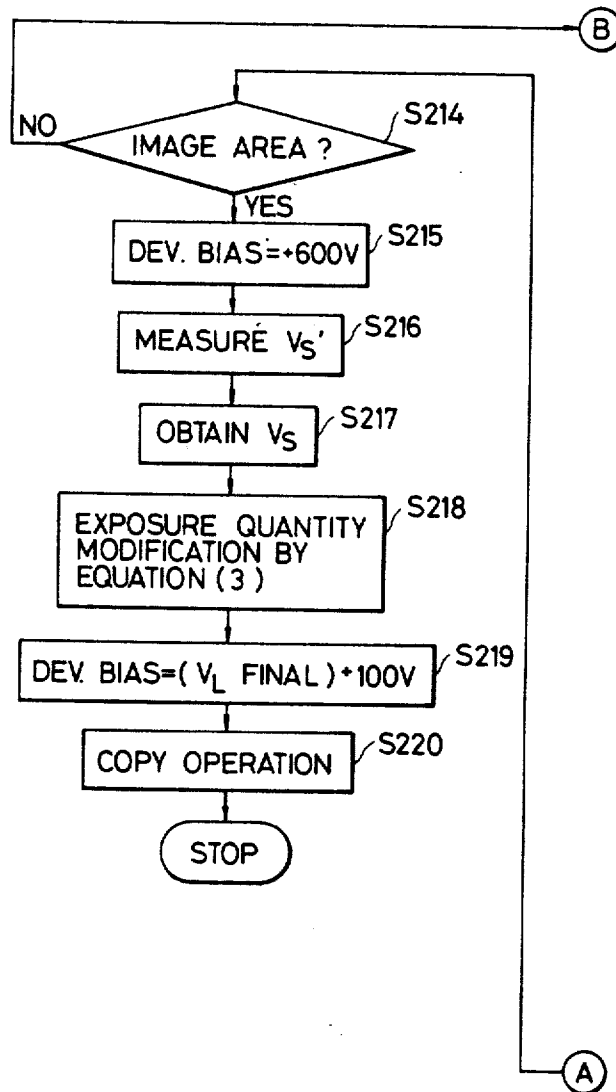 B
NO
S214
IMAGE AREA ?
YES
S215
DEV. BIAS=+600V
MEASURE VS'
S216
OBTAIN VS
S217
S218
EXPOSURE QUANTITY
MODIFICATION BY
EQUATION (3)
S219
DEV. BIAS=(VL FINAL)+100V
COPY OPERATION
S220
STOP
A